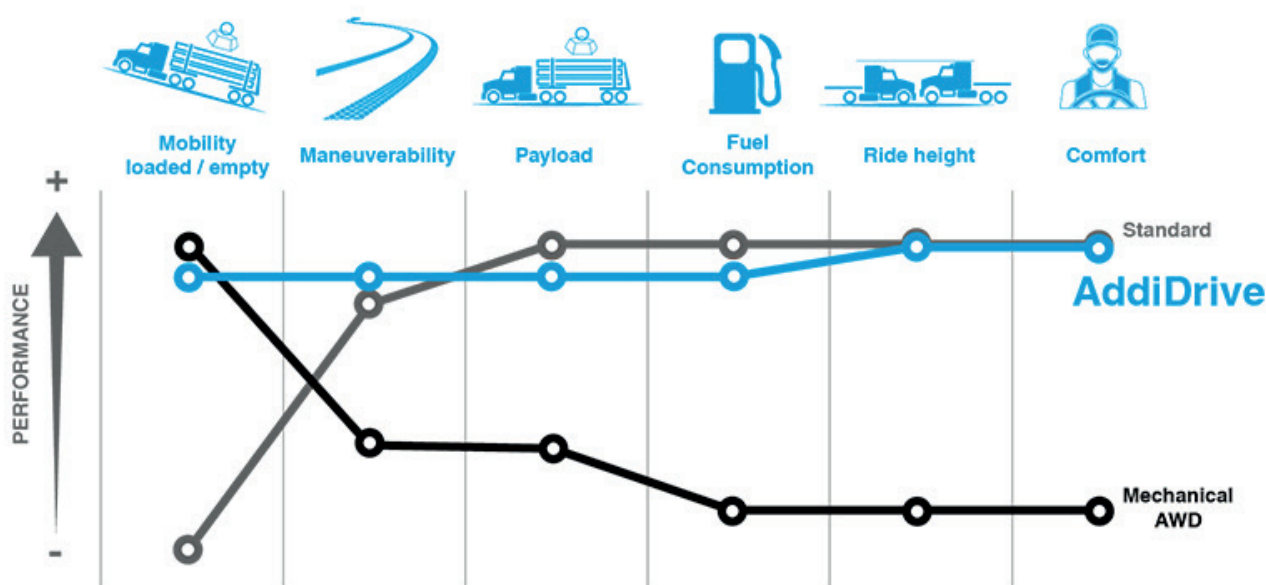 Mobility
loaded / empty
Maneuverability
Payload
Fuel
Consumption
Ride height
Comfort
+
PERFORMANCE
-
Standard
AddiDrive
Mechanical
AWD